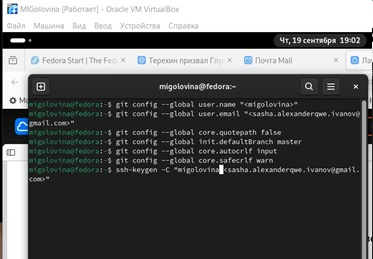 MIGolovina [Работает] - Oracle VM VirtualBox
Файл Машина Вид Ввод Устройства Справка
Чт, 19 сентября 19:02
Fedora Start | The Fed Терехин призвал Глу Почта Mail
migolovina@fedora:~
migolovina@fedora:~$ git config --global user.name "<migolovina>"
migolovina@fedora:~$ git config --global user.email "<sasha.alexanderqwe.ivanov@
gmail.com>"
migolovina@fedora:~$ git config --global core.quotepath false
migolovina@fedora:~$ git config --global init.defaultBranch master
migolovina@fedora:~$ git config --global core.autocrlf input
migolovina@fedora:~$ git config --global core.safecrlf warn
migolovina@fedora:~$ ssh-keygen -C "migolovina <sasha.alexanderqwe.ivanov@gmail.
com>"